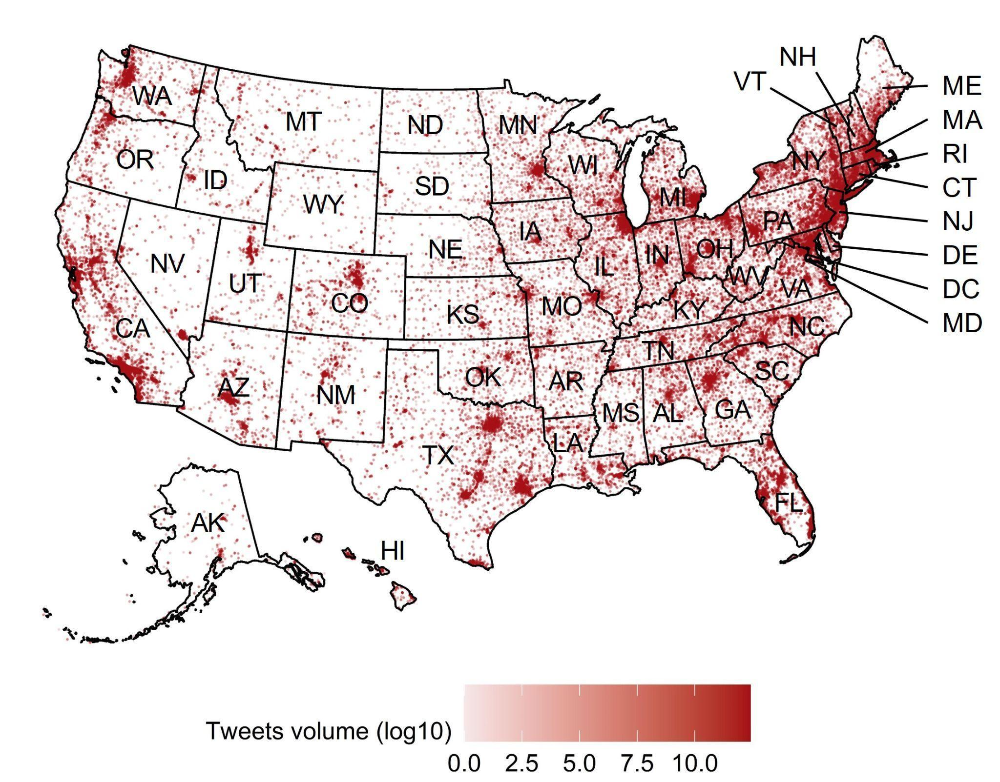 NH
VT
ME
WA
MA
MT
ND
MN
RI
OR
WI
NY
ID
SD
CT
WY
MI
NJ
IA
PA
NE
OH
NV
IN
DE
IL
WV
UT
VA
DC
CO
MO
KS
KY
MD
CA
NC
TN
OK
AR
SC
AZ
NM
MS
AL
GA
LA
TX
FL
AK
HI
Tweets volume (log10)
0.0 2.5 5.0 7.5 10.0